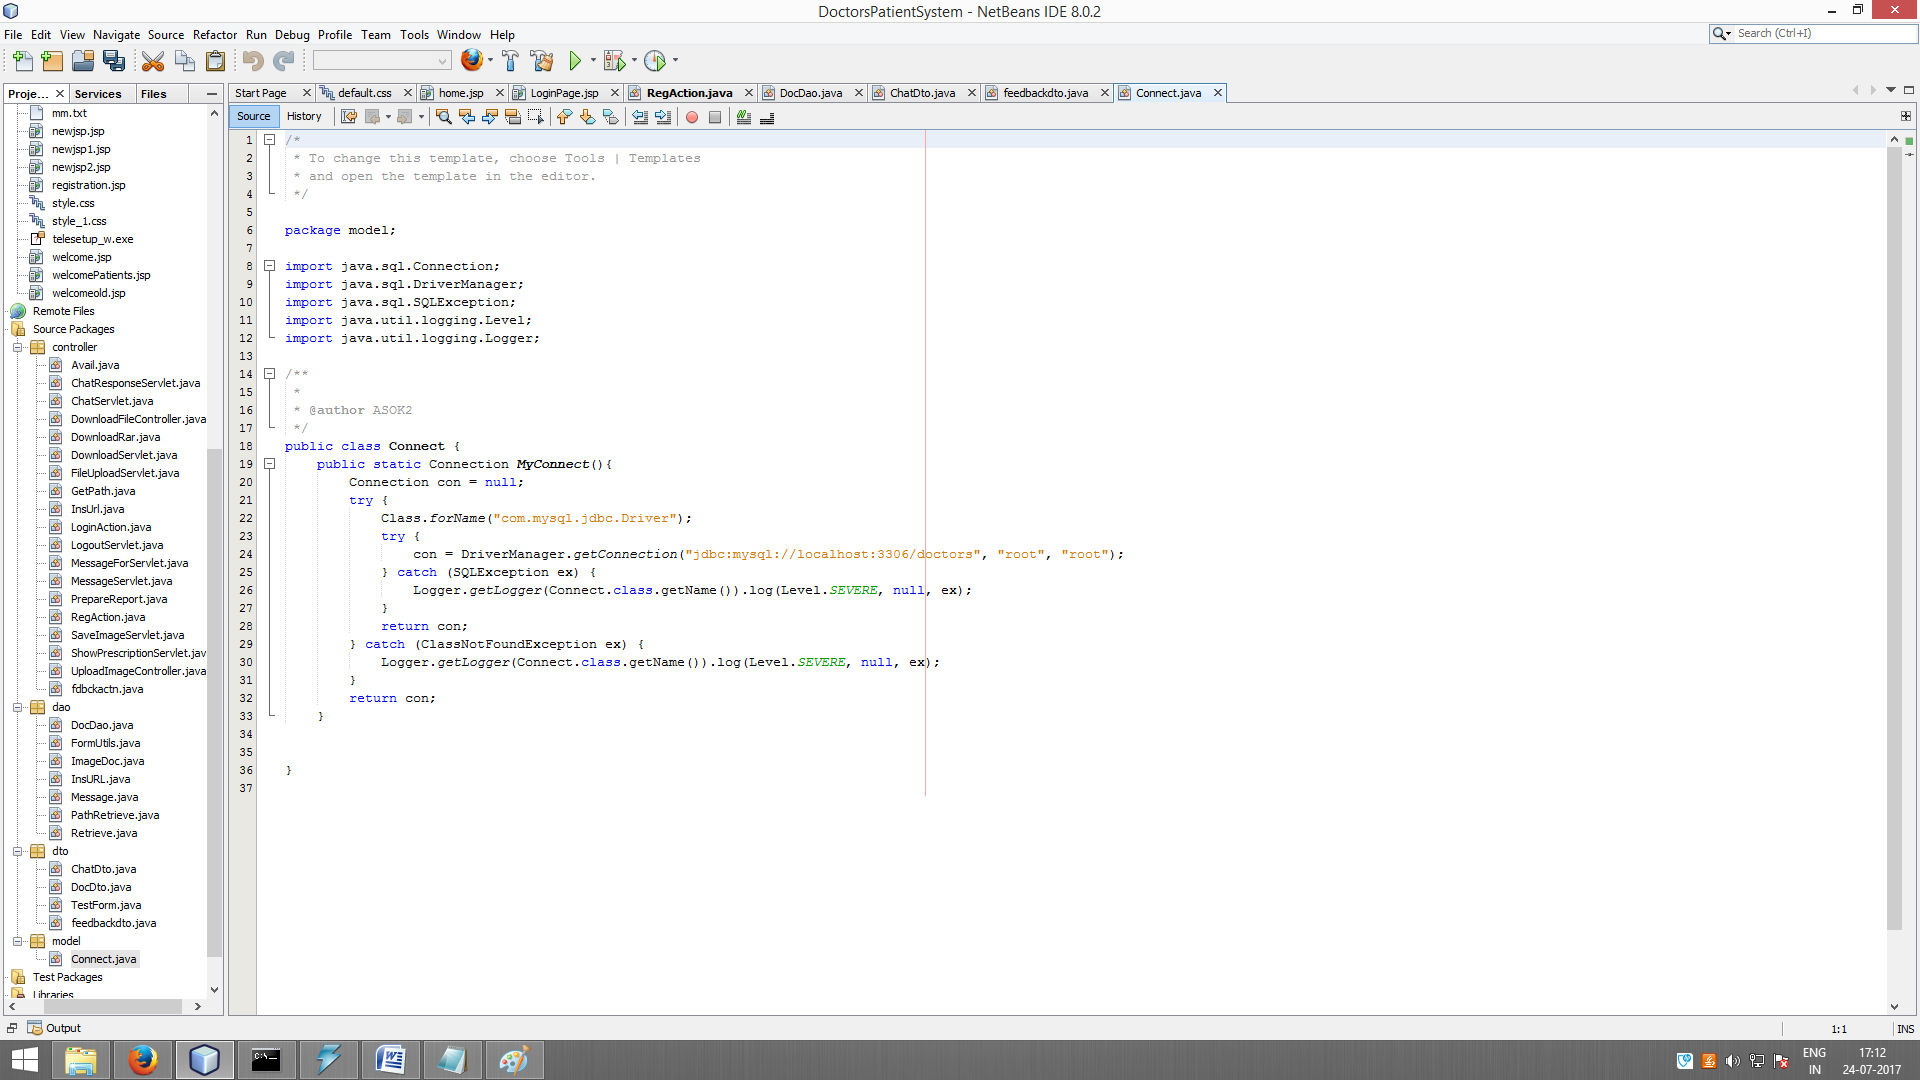 DoctorsPatientSystem - NetBeans IDE 8.0.2
File Edit View Navigate Source Refactor Run Debug Profile Team Tools Window Help
Search (Ctrl+I)
Proje... Services Files
Start Page default.css home.jsp LoginPage.jsp RegAction.java DocDao.java ChatDto.java feedbackdto.java Connect.java
Source History
mm.txt
newjsp.jsp
newjsp1.jsp
newjsp2.jsp
registration.jsp
style.css
style_1.css
telesetup_w.exe
welcome.jsp
welcomePatients.jsp
welcomeold.jsp
Remote Files
Source Packages
controller
Avail.java
ChatResponseServlet.java
ChatServlet.java
DownloadFileController.java
DownloadRar.java
DownloadServlet.java
FileUploadServlet.java
GetPath.java
InsUrl.java
LoginAction.java
LogoutServlet.java
MessageForServlet.java
MessageServlet.java
PrepareReport.java
RegAction.java
SaveImageServlet.java
ShowPrescriptionServlet.jav
UploadImageController.java
fdbckactn.java
dao
DocDao.java
FormUtils.java
ImageDoc.java
InsURL.java
Message.java
PathRetrieve.java
Retrieve.java
dto
ChatDto.java
DocDto.java
TestForm.java
feedbackdto.java
model
Connect.java
Test Packages
Libraries
1 /*
2 * To change this template, choose Tools | Templates
3 * and open the template in the editor.
4 */
5
6 package model;
7
8 import java.sql.Connection;
9 import java.sql.DriverManager;
10 import java.sql.SQLException;
11 import java.util.logging.Level;
12 import java.util.logging.Logger;
13
14 /**
15 *
16 * @author ASOK2
17 */
18 public class Connect {
19 public static Connection MyConnect(){
20 Connection con = null;
21 try {
22 Class.forName("com.mysql.jdbc.Driver");
23 try {
24 con = DriverManager.getConnection("jdbc:mysql://localhost:3306/doctors", "root", "root");
25 } catch (SQLException ex) {
26 Logger.getLogger(Connect.class.getName()).log(Level.SEVERE, null, ex);
27 }
28 return con;
29 } catch (ClassNotFoundException ex) {
30 Logger.getLogger(Connect.class.getName()).log(Level.SEVERE, null, ex);
31 }
32 return con;
33 }
34
35
36 }
37
Output
1:1 INS
ENG
IN
17:12
24-07-2017